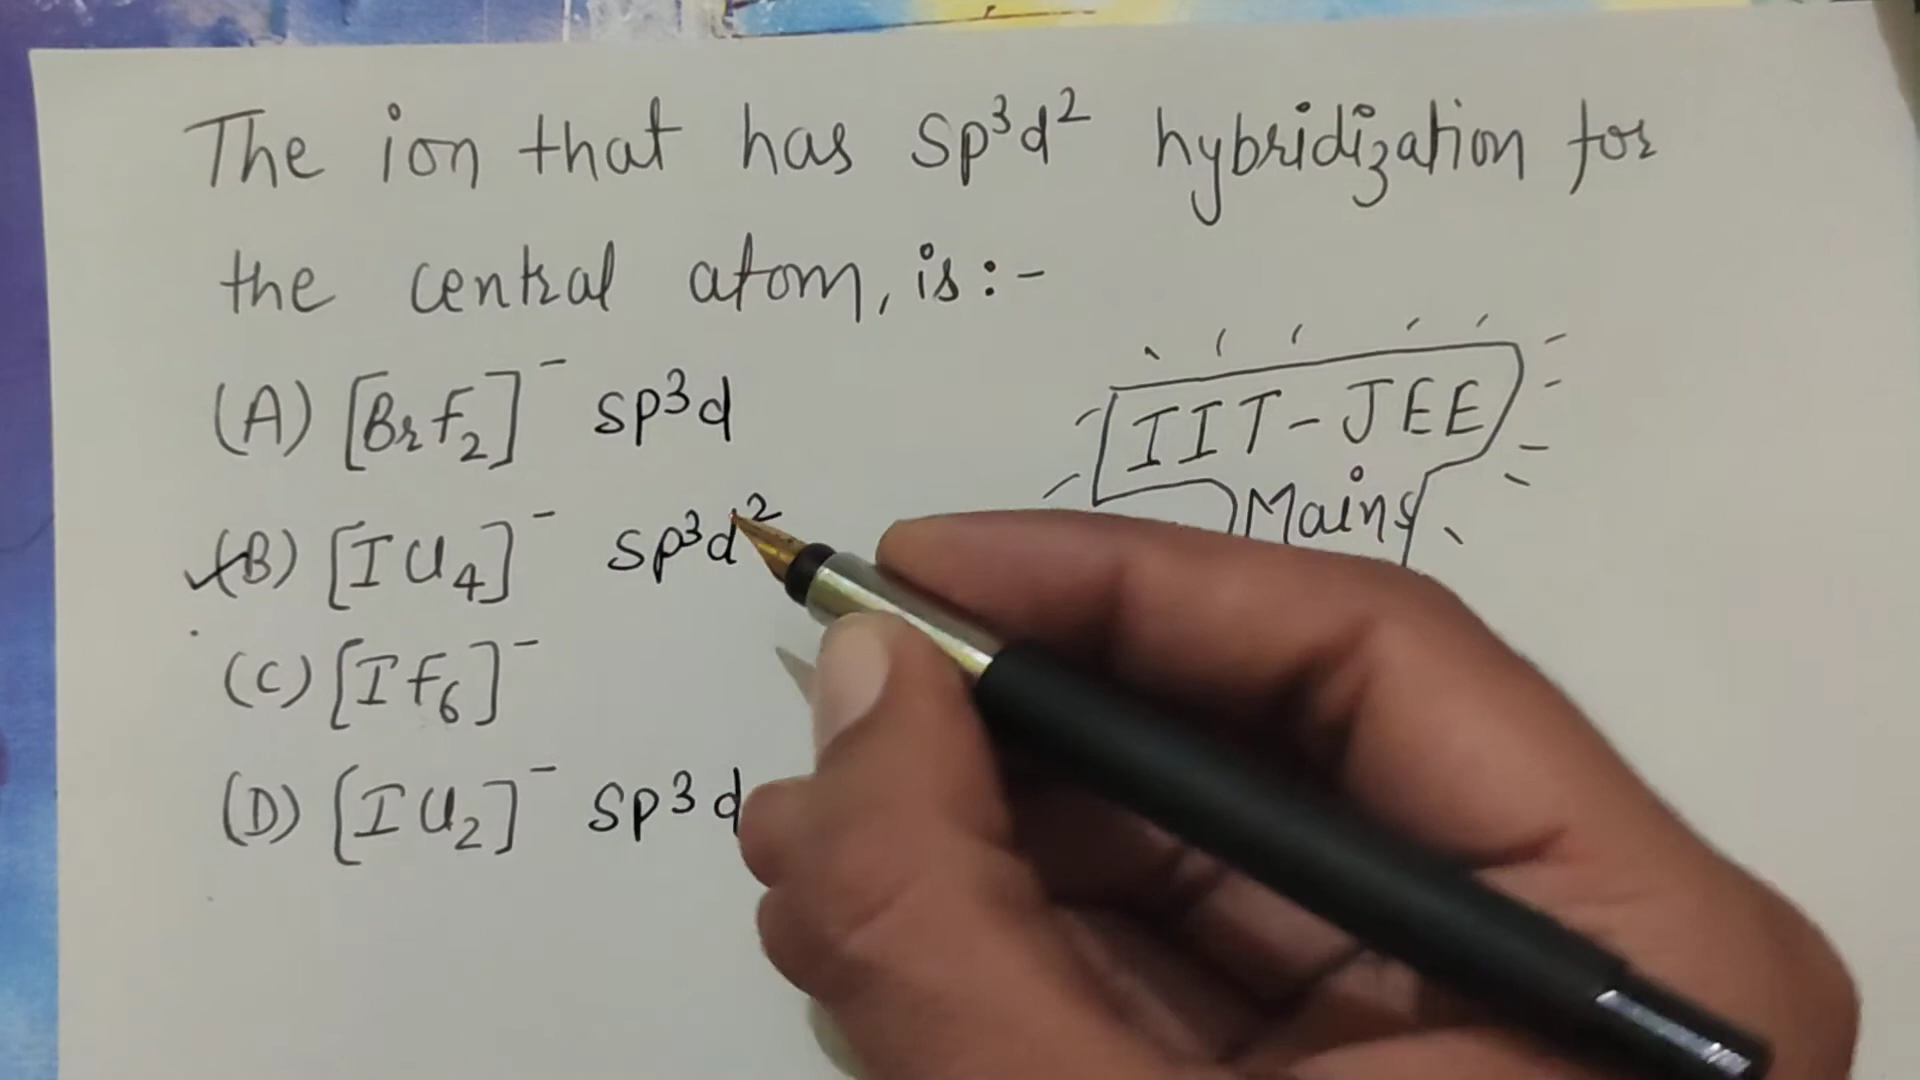 The ion that has sp³d² hybridization for
the central atom, is :-
(A) [BrF₂]⁻ sp³d
(B) [ICl₄]⁻ sp³d²
(C) [IF₆]⁻
(D) [ICl₂]⁻ sp³d
IIT-JEE
Mains